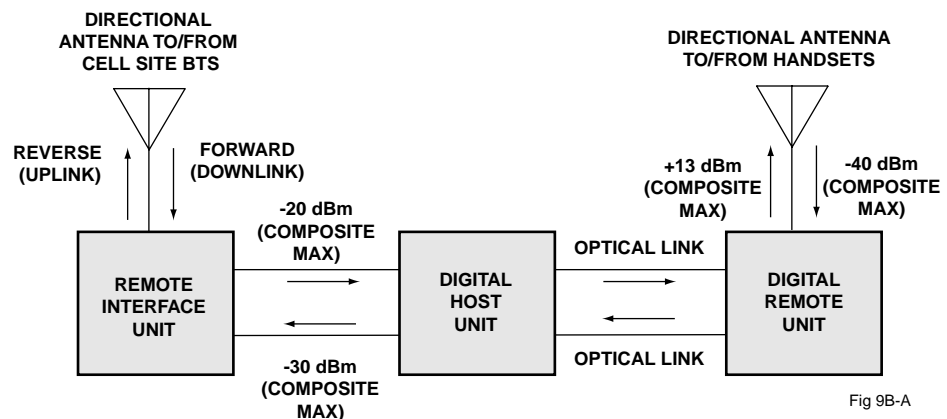 DIRECTIONAL
ANTENNA TO/FROM
CELL SITE BTS
DIRECTIONAL ANTENNA
TO/FROM HANDSETS
REVERSE
(UPLINK)
FORWARD
(DOWNLINK)
+13 dBm
(COMPOSITE
MAX)
-40 dBm
(COMPOSITE
MAX)
-20 dBm
(COMPOSITE
MAX)
OPTICAL LINK
REMOTE
INTERFACE
UNIT
DIGITAL
HOST
UNIT
DIGITAL
REMOTE
UNIT
-30 dBm
(COMPOSITE
MAX)
OPTICAL LINK
Fig 9B-A